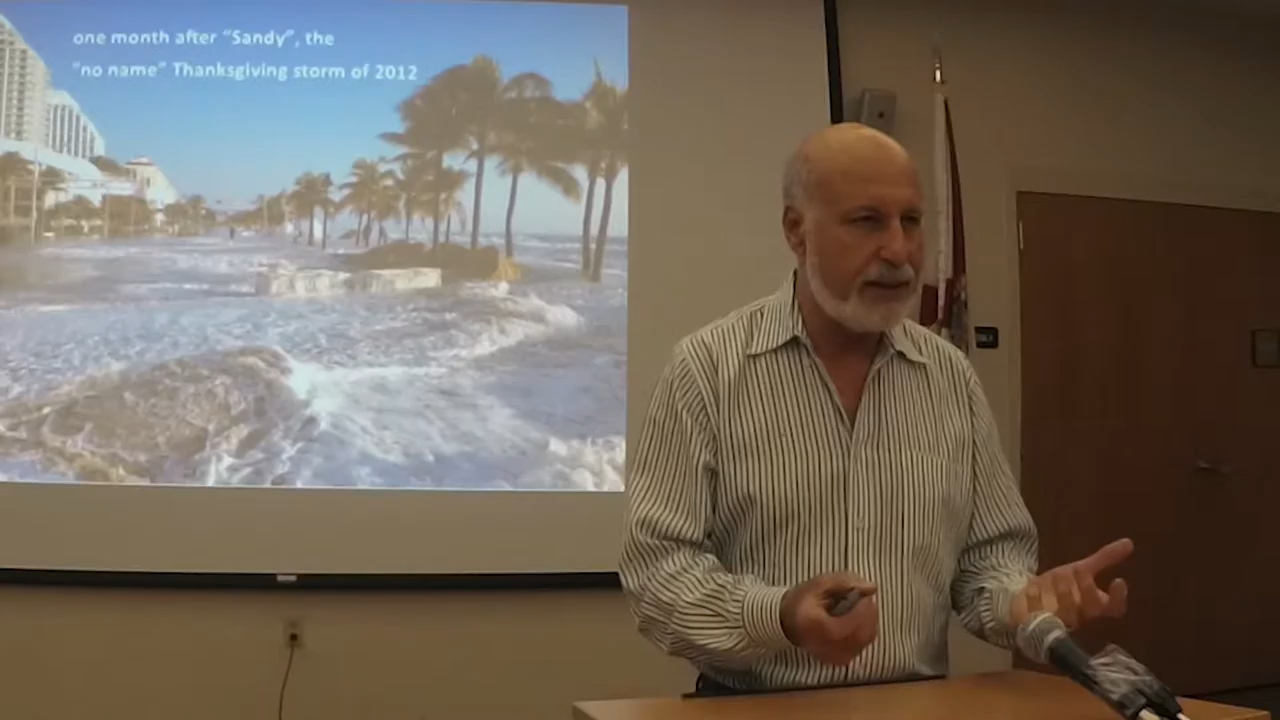 one month after “Sandy”, the
“no name” Thanksgiving storm of 2012